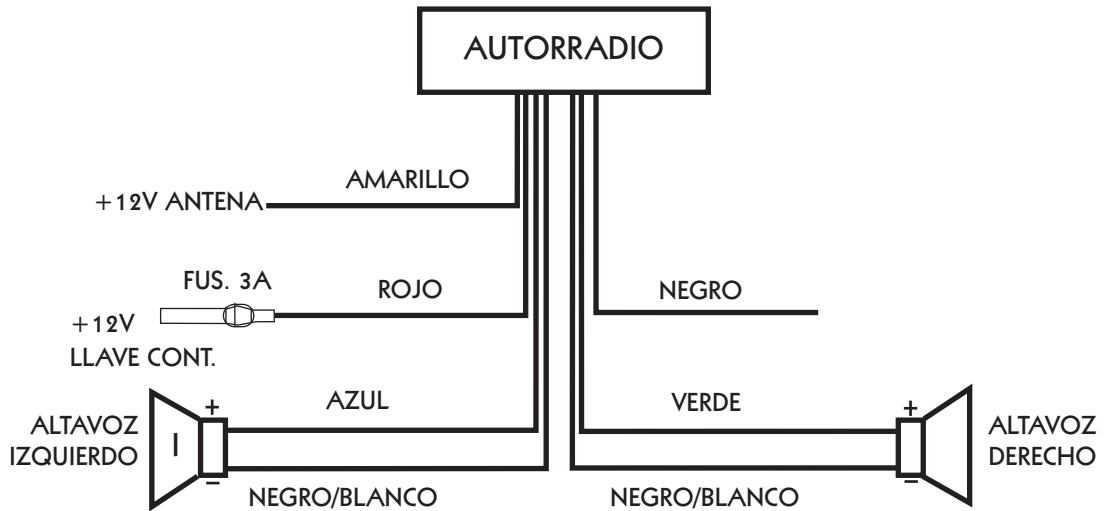 AUTORRADIO
AMARILLO
+12V ANTENA
FUS. 3A
ROJO
NEGRO
+12V
LLAVE CONT.
AZUL
VERDE
+
+
ALTAVOZ
IZQUIERDO
I
ALTAVOZ
DERECHO
–
–
NEGRO/BLANCO
NEGRO/BLANCO